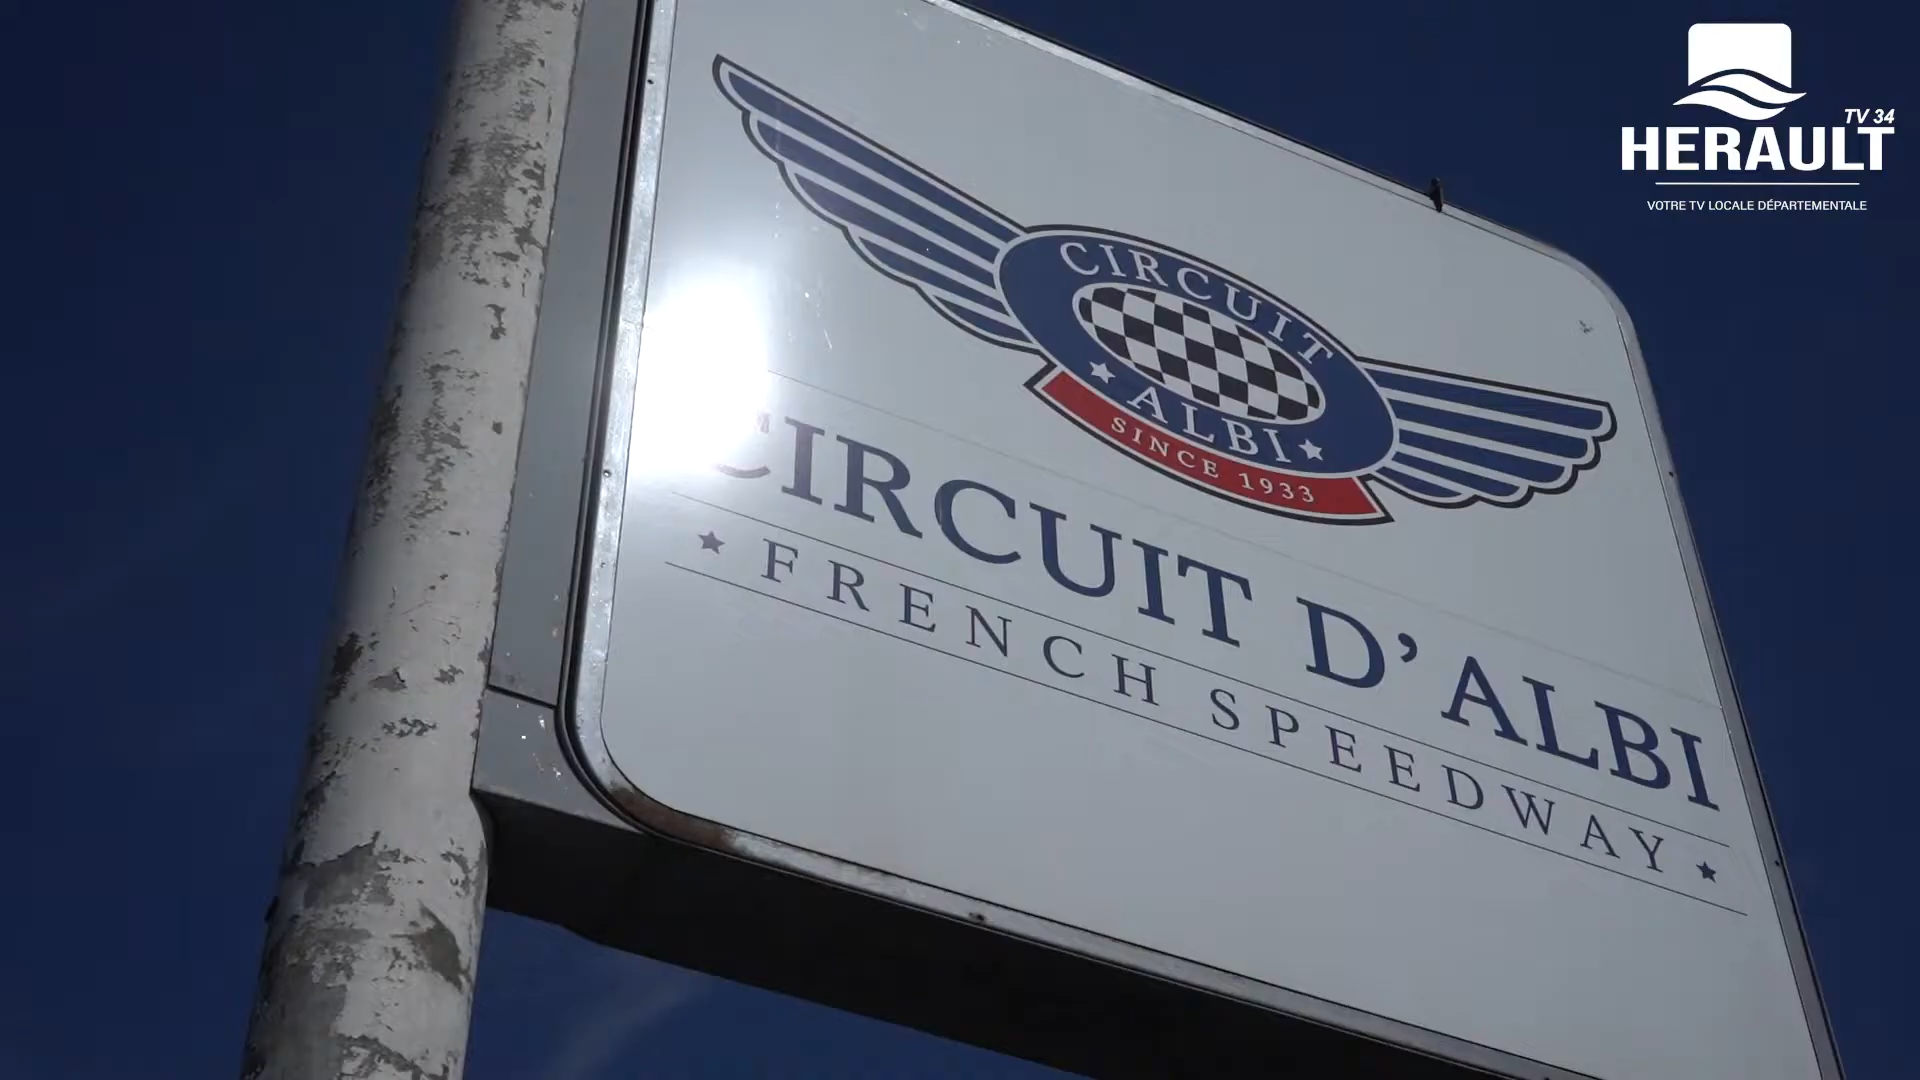 TV 34
HERAULT
VOTRE TV LOCALE DÉPARTEMENTALE
CIRCUIT
ALBI
SINCE 1933
CIRCUIT D'ALBI
FRENCH SPEEDWAY